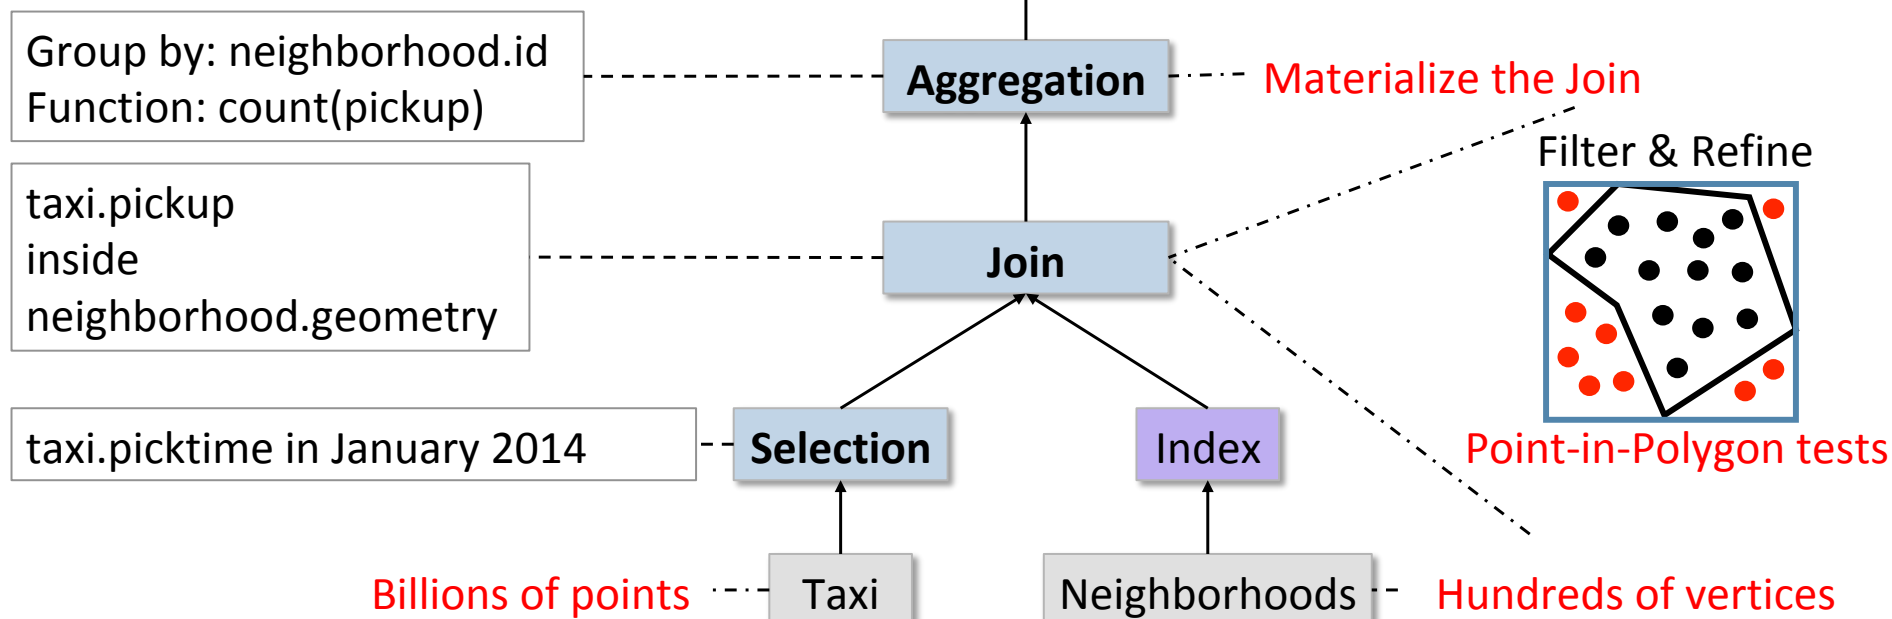 Group by: neighborhood.id
Function: count(pickup)
Aggregation
Materialize the Join
Filter & Refine
taxi.pickup
inside
neighborhood.geometry
Join
taxi.picktime in January 2014
Selection
Index
Point-in-Polygon tests
Billions of points
Taxi
Neighborhoods
Hundreds of vertices